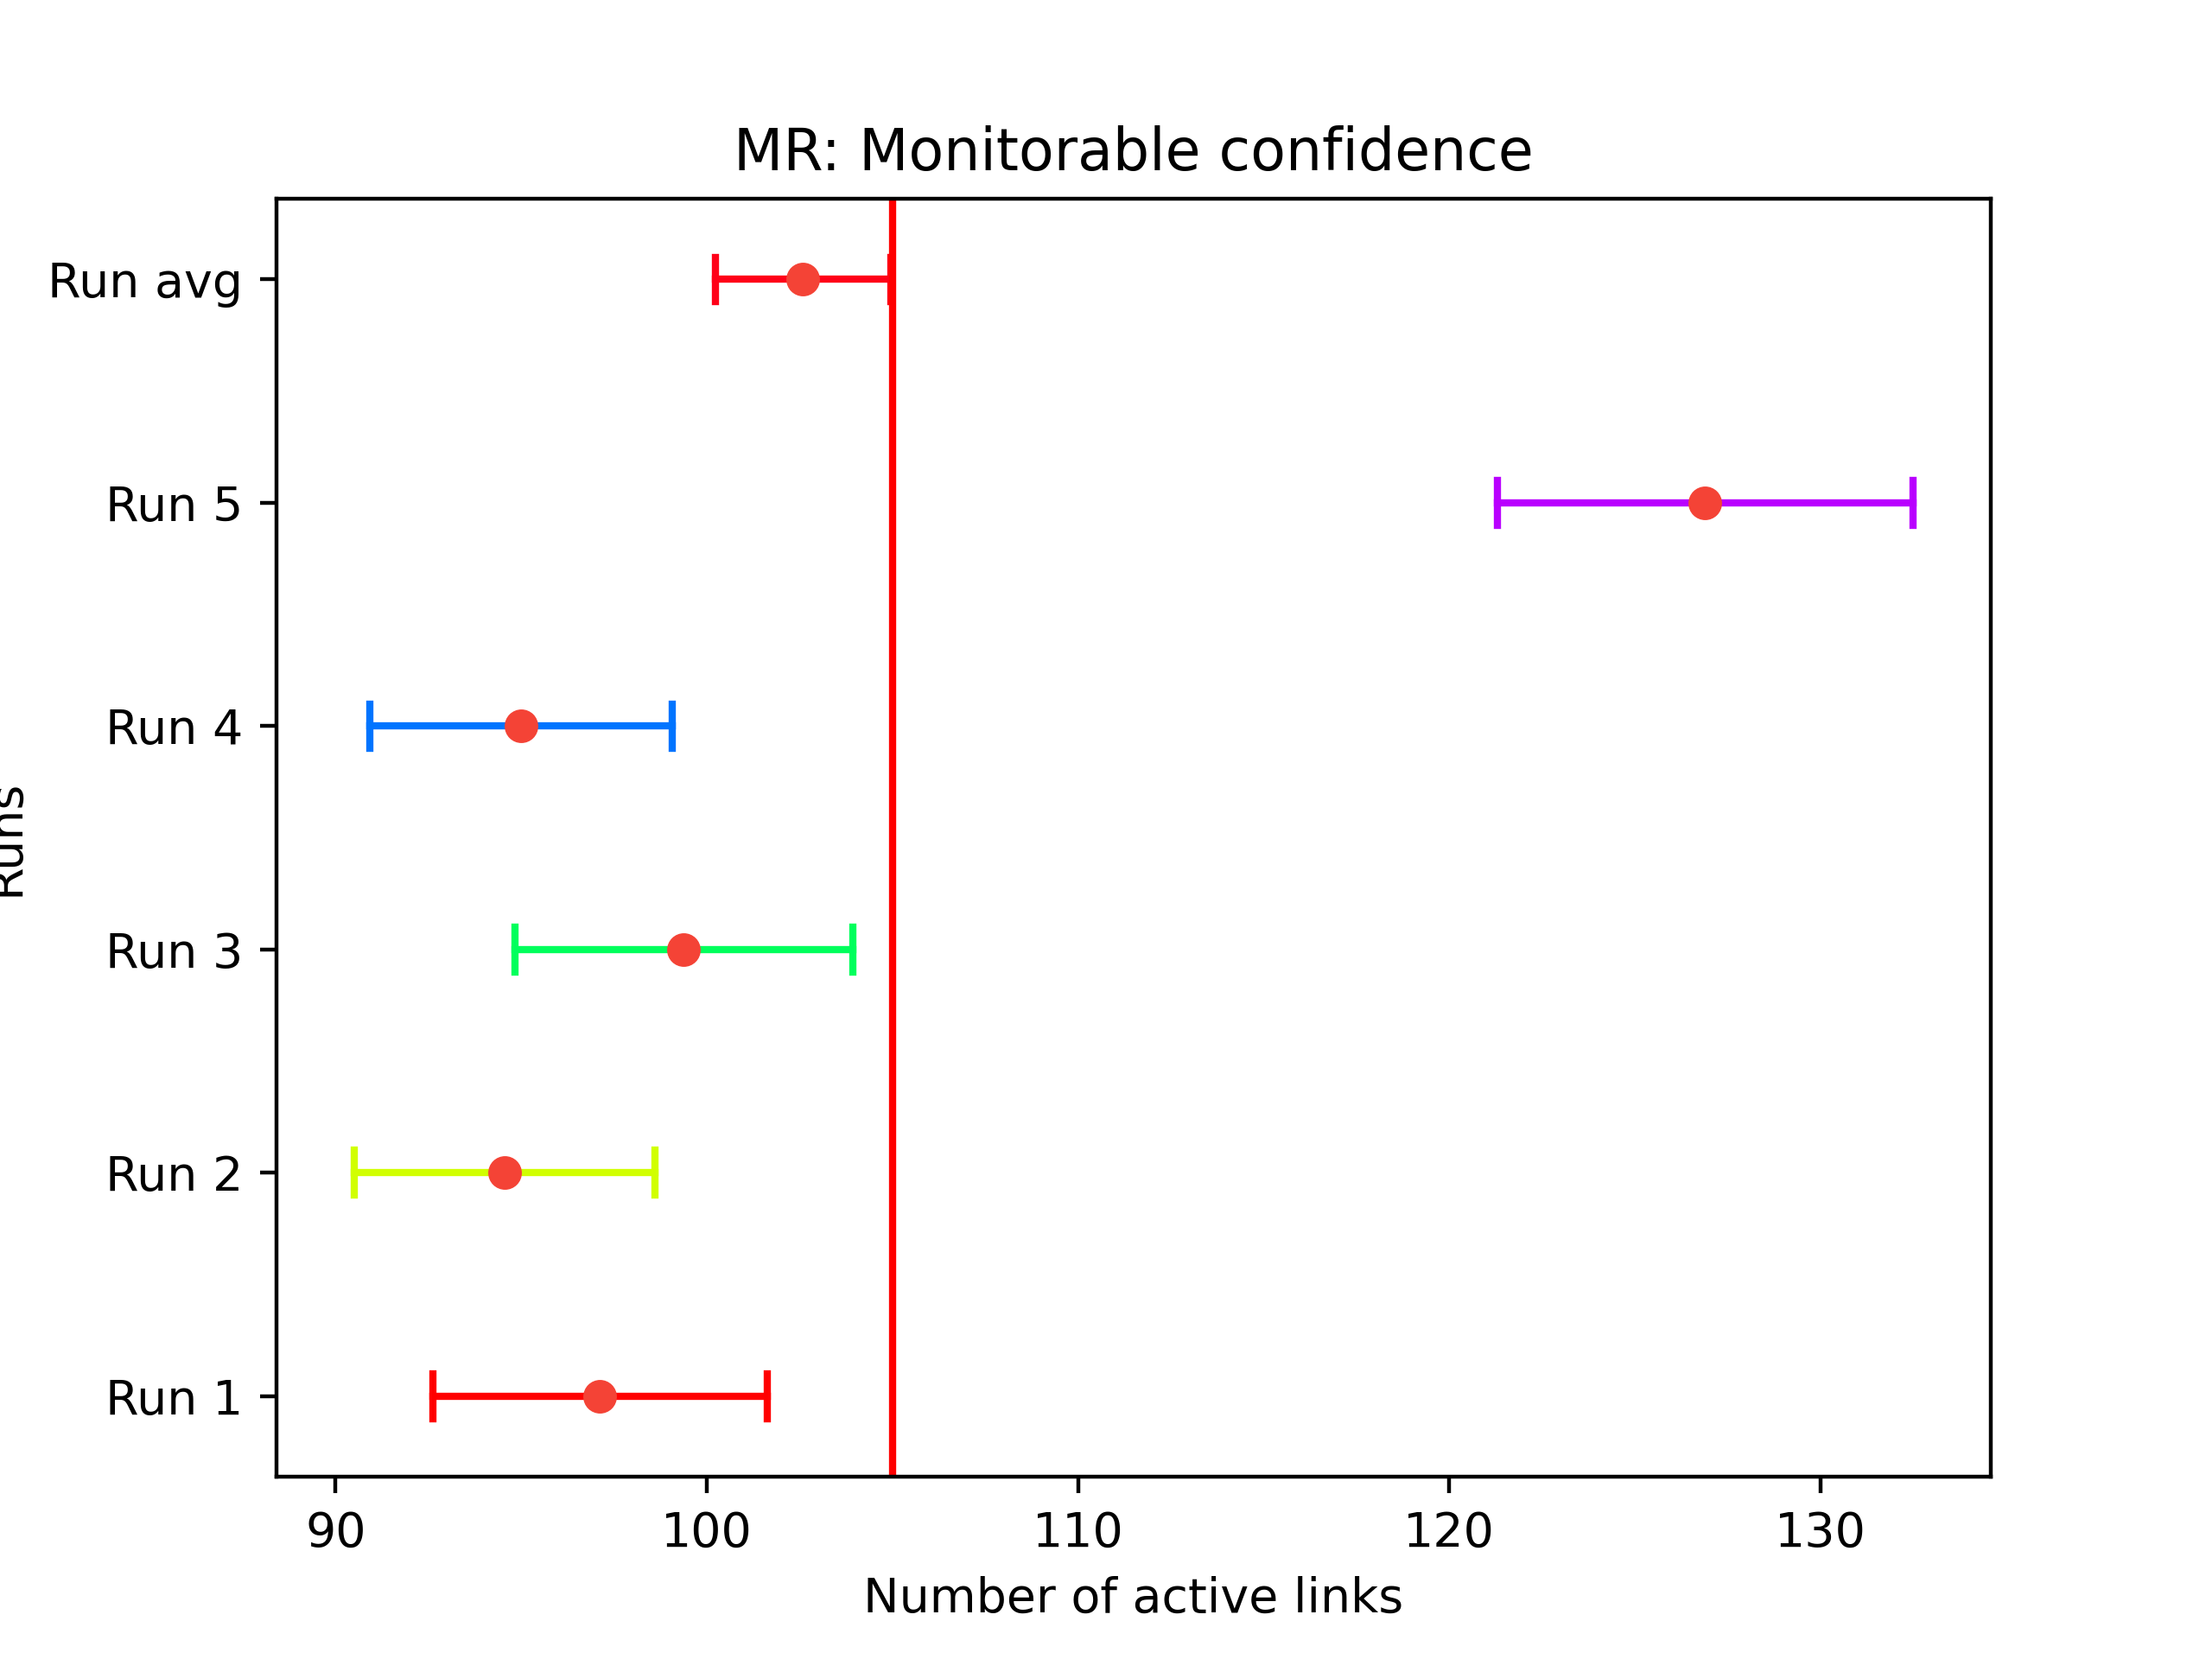 MR: Monitorable confidence
Run avg
Run 5
Run 4
Runs
Run 3
Run 2
Run 1
90 100 110 120 130
Number of active links